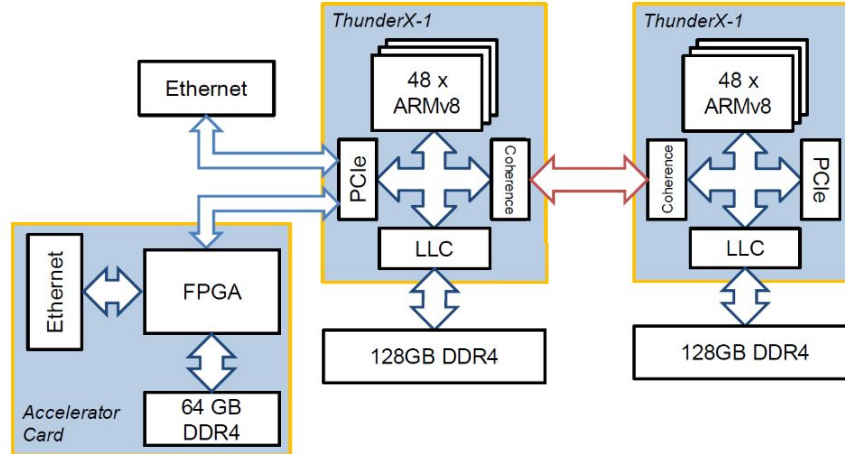 ThunderX-1
48 x
ARMv8
Ethernet
PCIe
Coherence
LLC
128GB DDR4
ThunderX-1
48 x
ARMv8
Coherence
PCIe
LLC
128GB DDR4
Ethernet
FPGA
64 GB
DDR4
Accelerator
Card